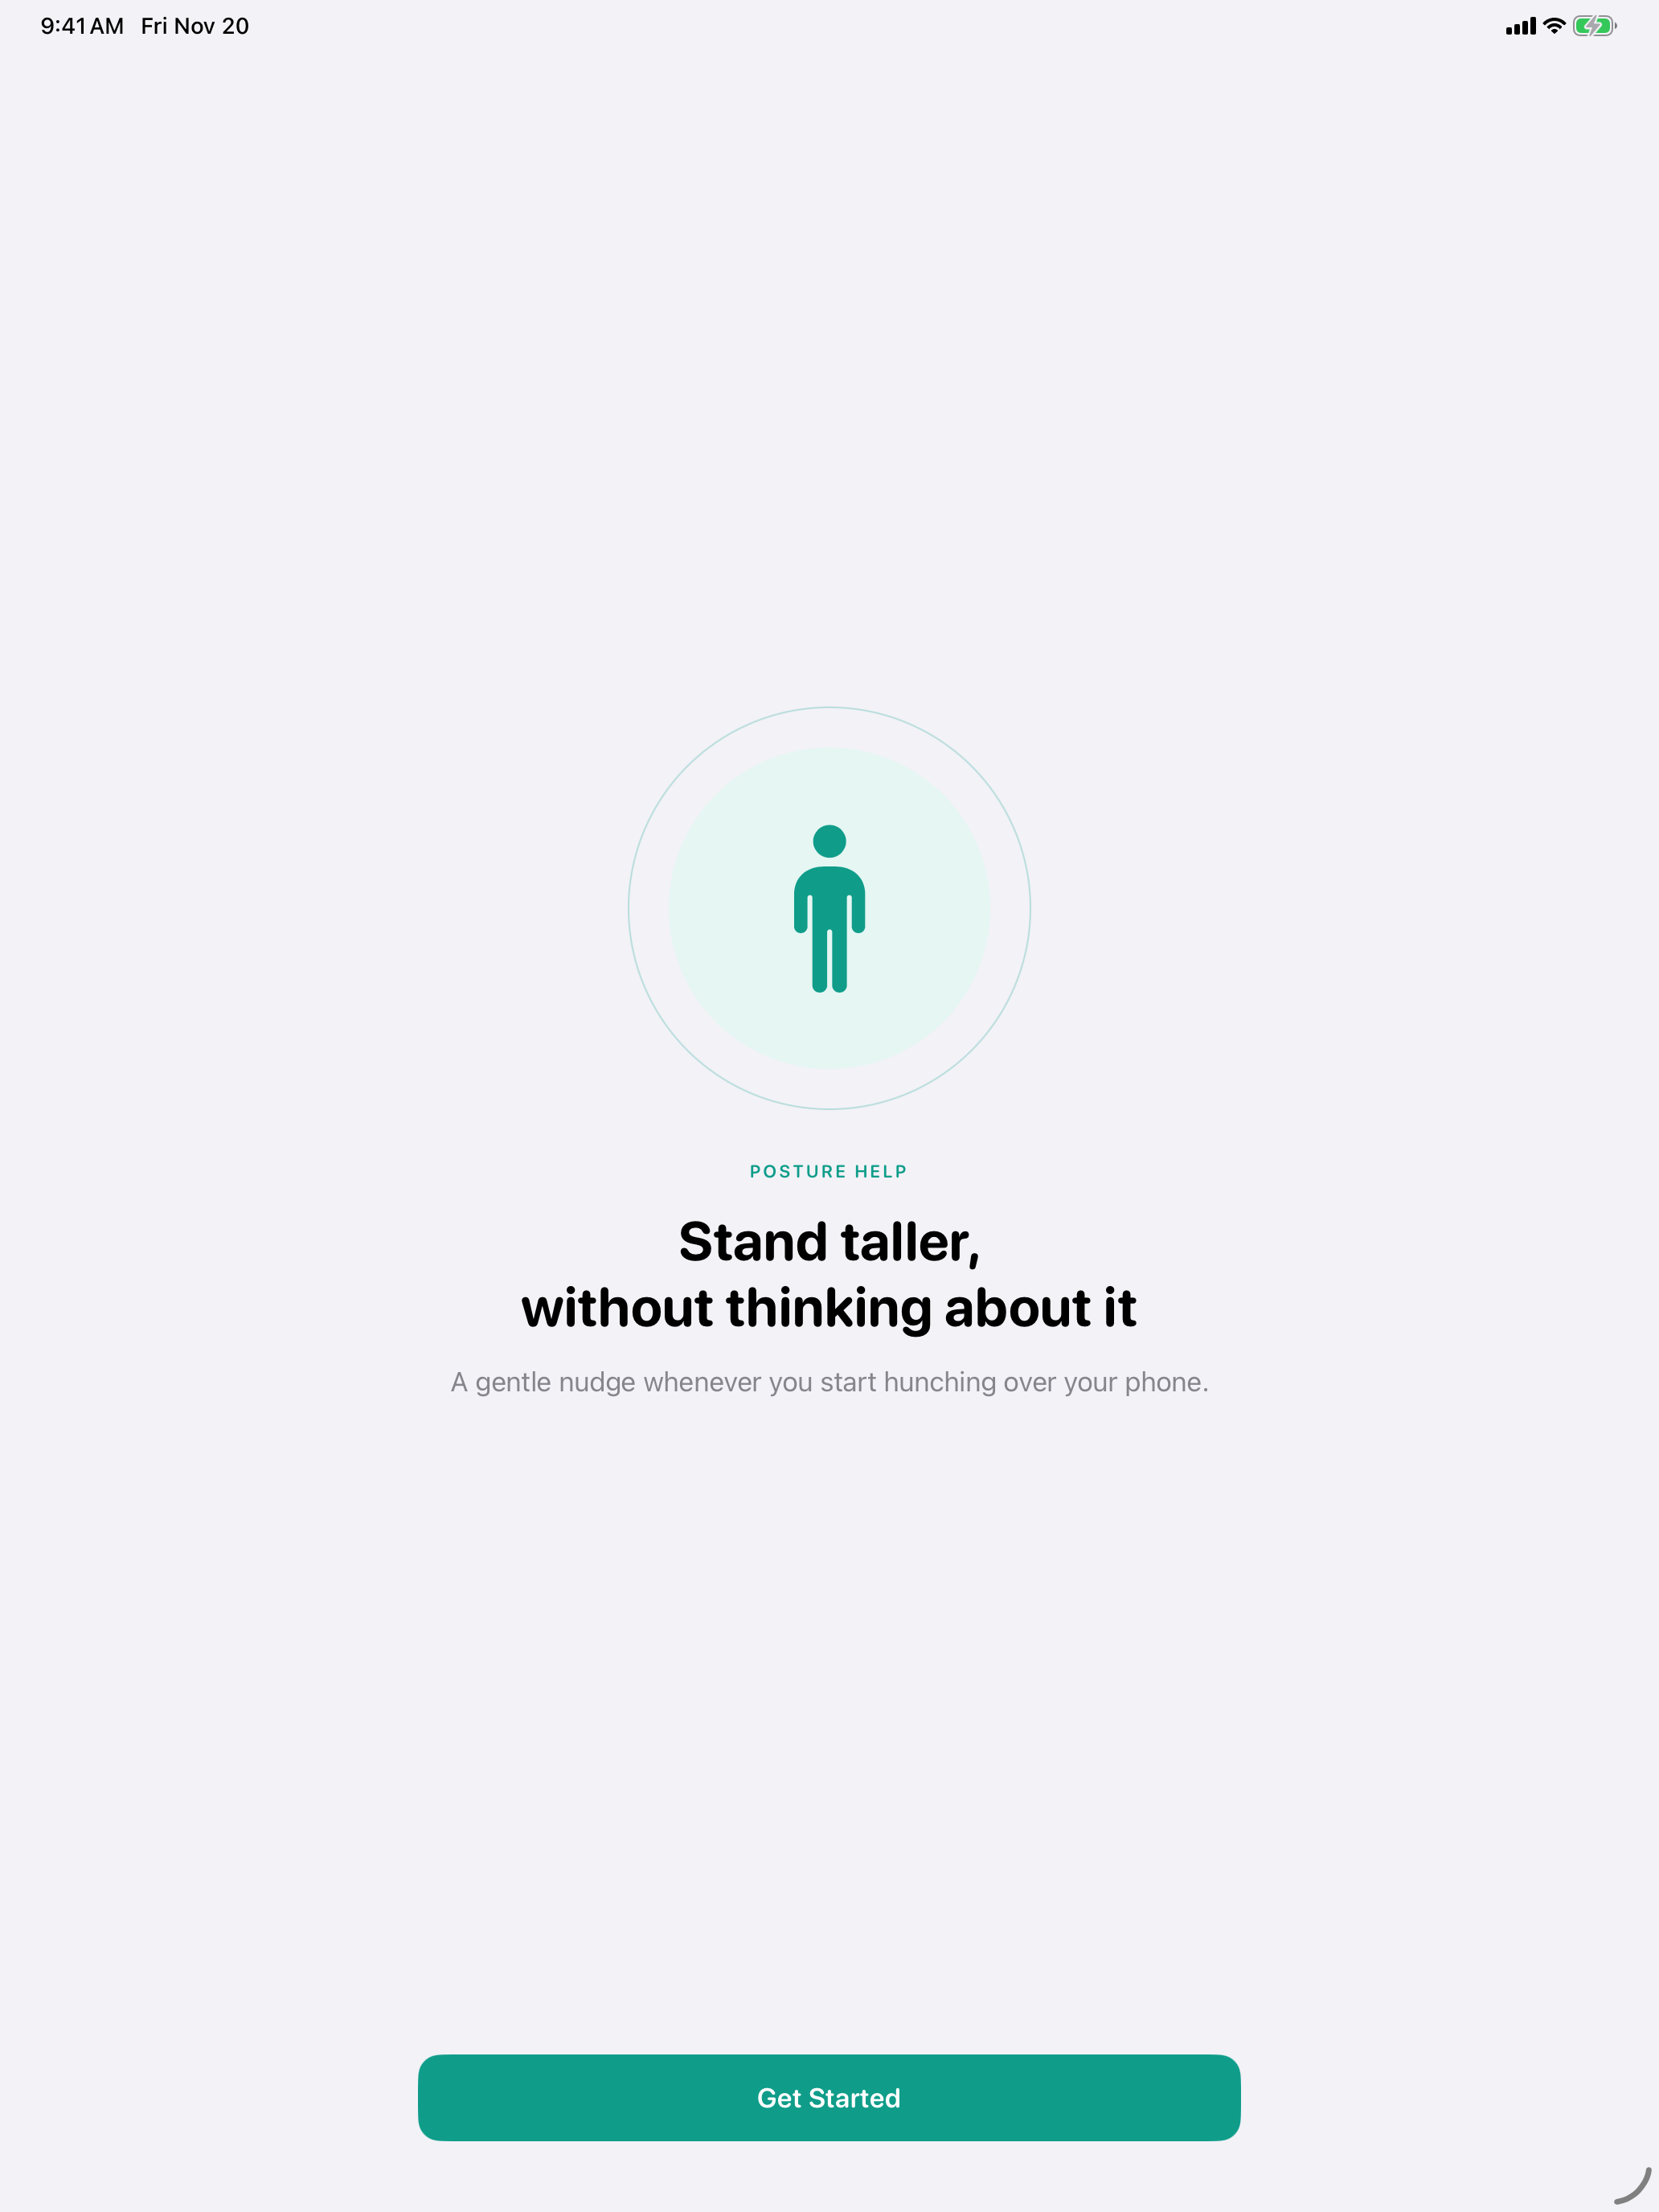 9:41 AM Fri Nov 20
POSTURE HELP
Stand taller,
without thinking about it
A gentle nudge whenever you start hunching over your phone.
Get Started